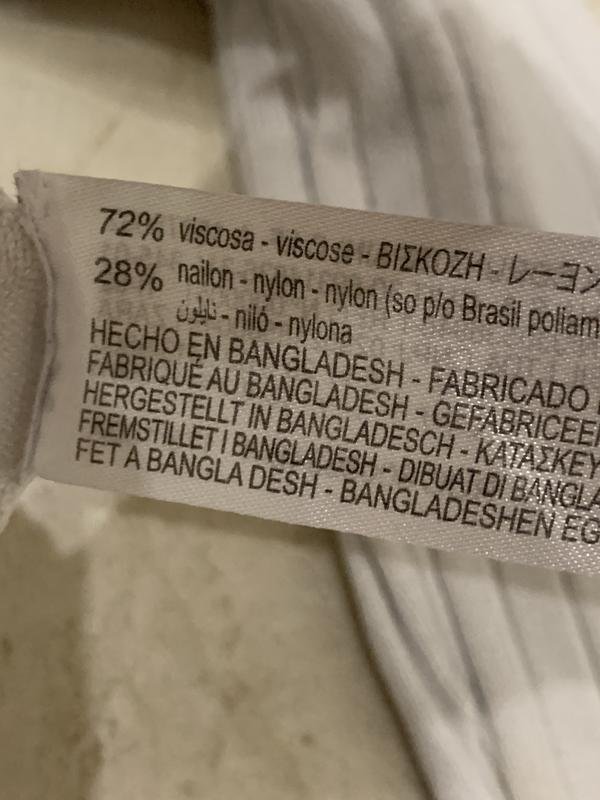 72% viscosa - viscose - ΒΙΣΚΟΖΗ - レーヨン
28% nailon - nylon - nylon (so p/o Brasil poliam
نايلون - niló - nylona
HECHO EN BANGLADESH - FABRICADO
FABRIQUÉ AU BANGLADESH - GEFABRICEE
HERGESTELLT IN BANGLADESCH - ΚΑΤΑΣΚΕΥ
FREMSTILLET I BANGLADESH - DIBUAT DI BANGLA
FET A BANGLA DESH - BANGLADESHEN EG